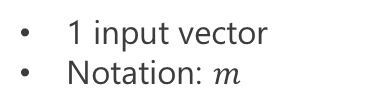 • 1 input vector
• Notation: m